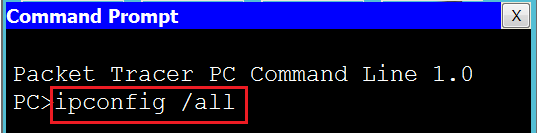 Command Prompt
X
Packet Tracer PC Command Line 1.0
PC>ipconfig /all